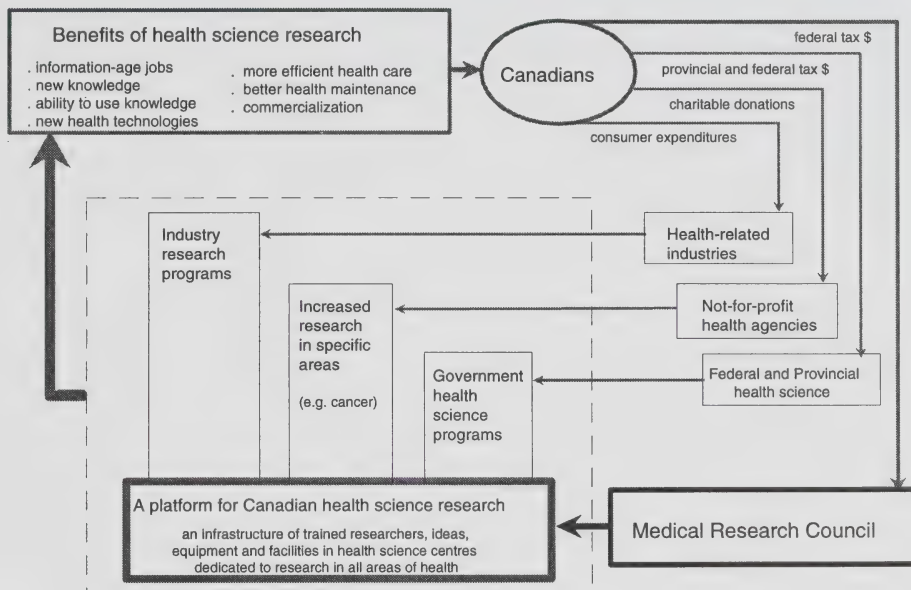 Benefits of health science research
. information-age jobs
. new knowledge
. ability to use knowledge
. new health technologies
. more efficient health care
. better health maintenance
. commercialization
Canadians
federal tax $
provincial and federal tax $
charitable donations
consumer expenditures
Industry
research
programs
Health-related
industries
Increased
research
in specific
areas
(e.g. cancer)
Not-for-profit
health agencies
Government
health
science
programs
Federal and Provincial
health science
A platform for Canadian health science research
an infrastructure of trained researchers, ideas,
equipment and facilities in health science centres
dedicated to research in all areas of health
Medical Research Council